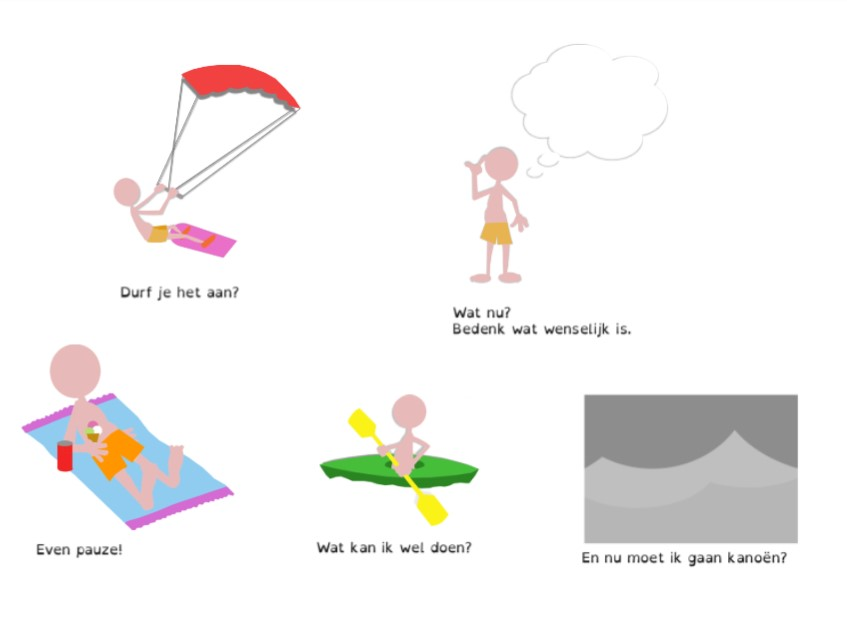 Durf je het aan?
Wat nu?
Bedenk wat wenselijk is.
Even pauze!
Wat kan ik wel doen?
En nu moet ik gaan kanoën?